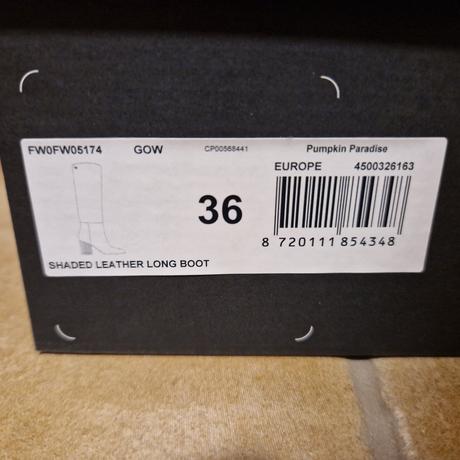 FW0FW05174 GOW CP00568441 Pumpkin Paradise
EUROPE 4500326163
36
8 720111 854348
SHADED LEATHER LONG BOOT